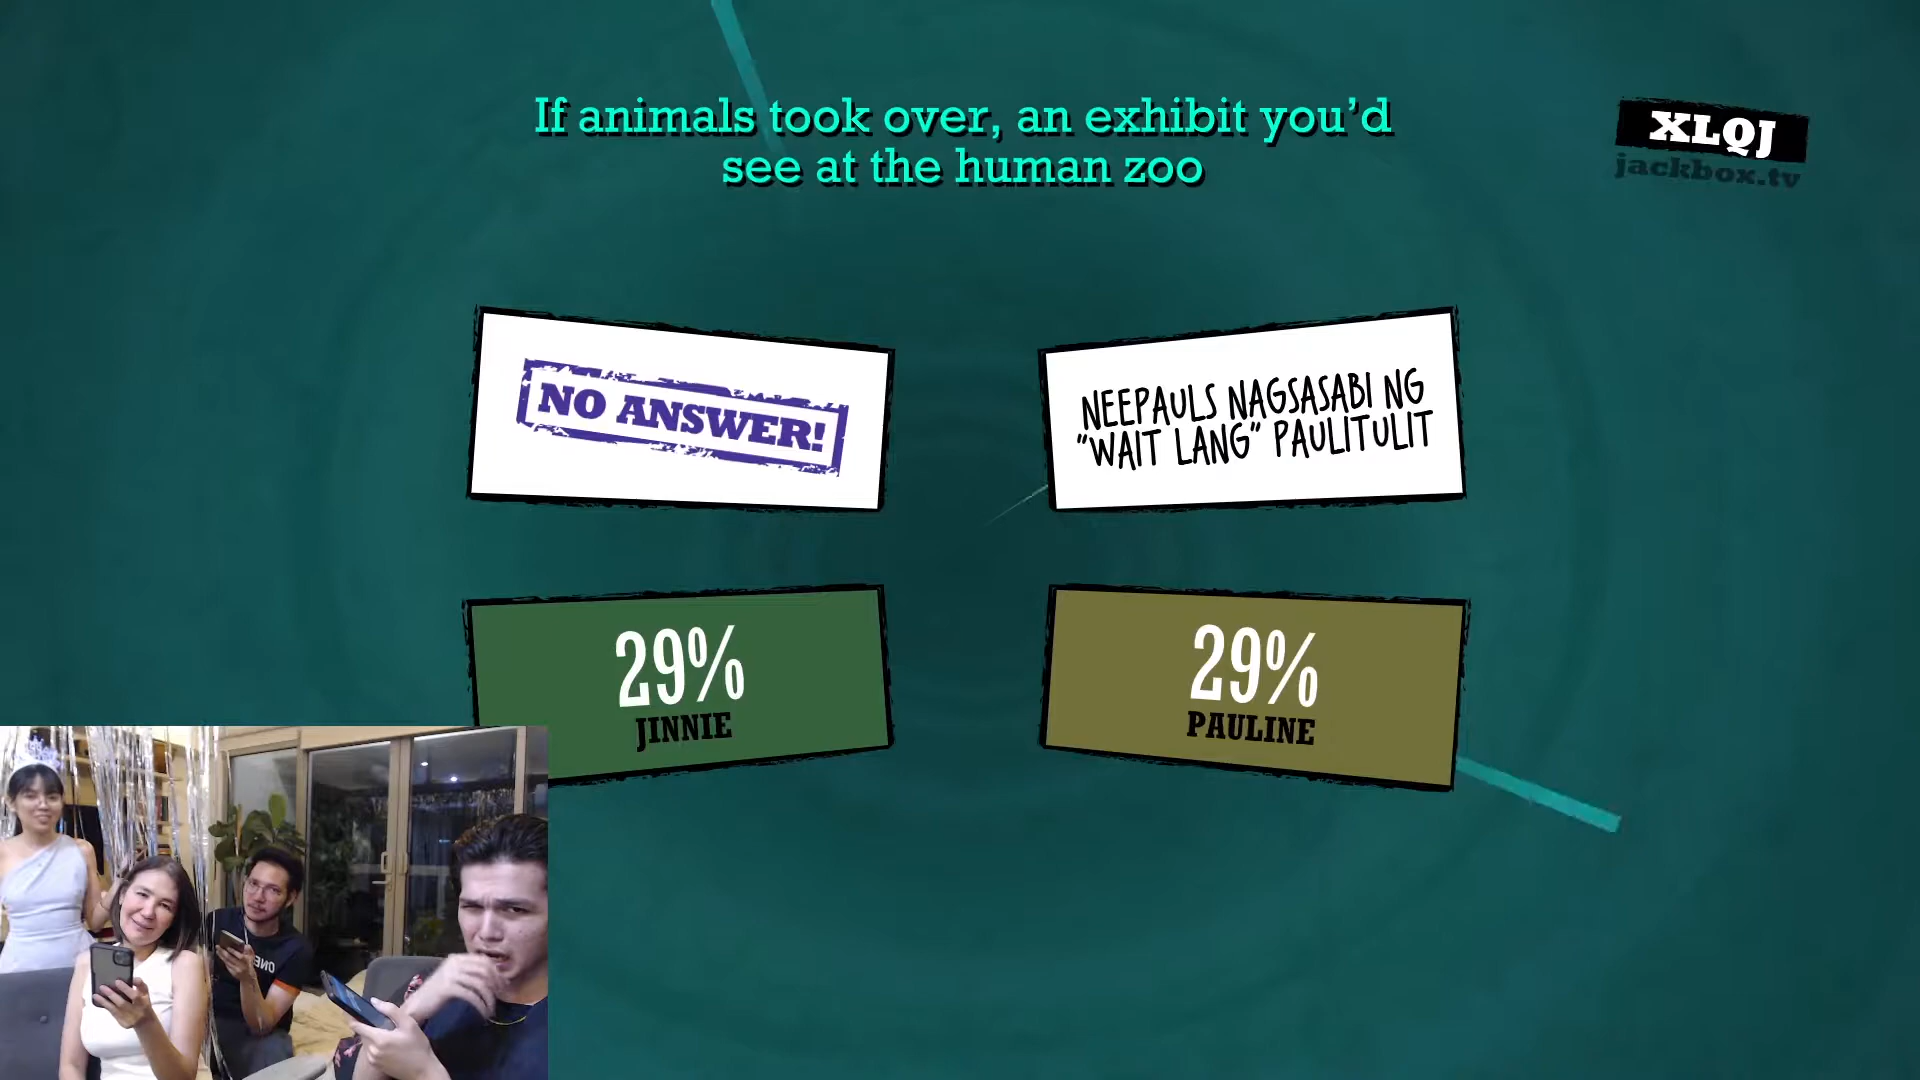 If animals took over, an exhibit you'd
see at the human zoo
XLQJ
jackbox.tv
NO ANSWER!
NEEPAULS NAGSASABI NG
"WAIT LANG" PAULITULIT
29%
JINNIE
29%
PAULINE
ONE